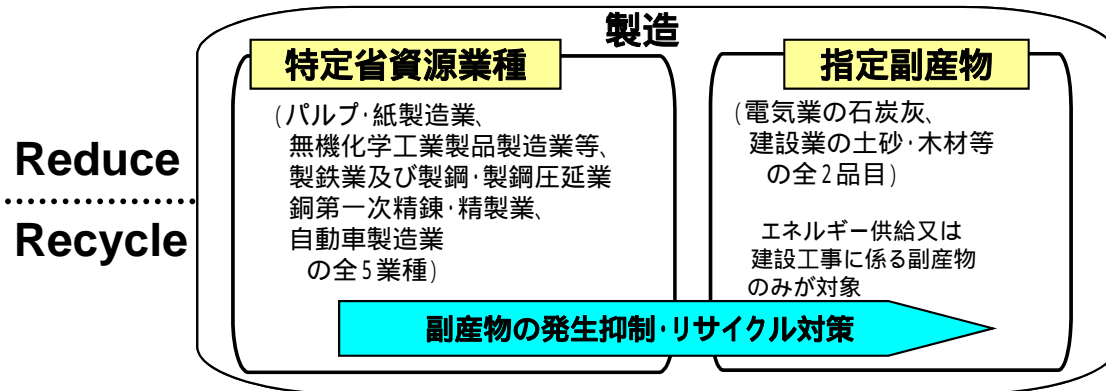 製造
Reduce
Recycle
特定省資源業種
(パルプ・紙製造業、
無機化学工業製品製造業等、
製鉄業及び製鋼・製鋼圧延業
銅第一次精錬・精製業、
自動車製造業
の全5業種)
指定副産物
(電気業の石炭灰、
建設業の土砂・木材等
の全2品目)
エネルギー供給又は
建設工事に係る副産物
のみが対象
副産物の発生抑制・リサイクル対策